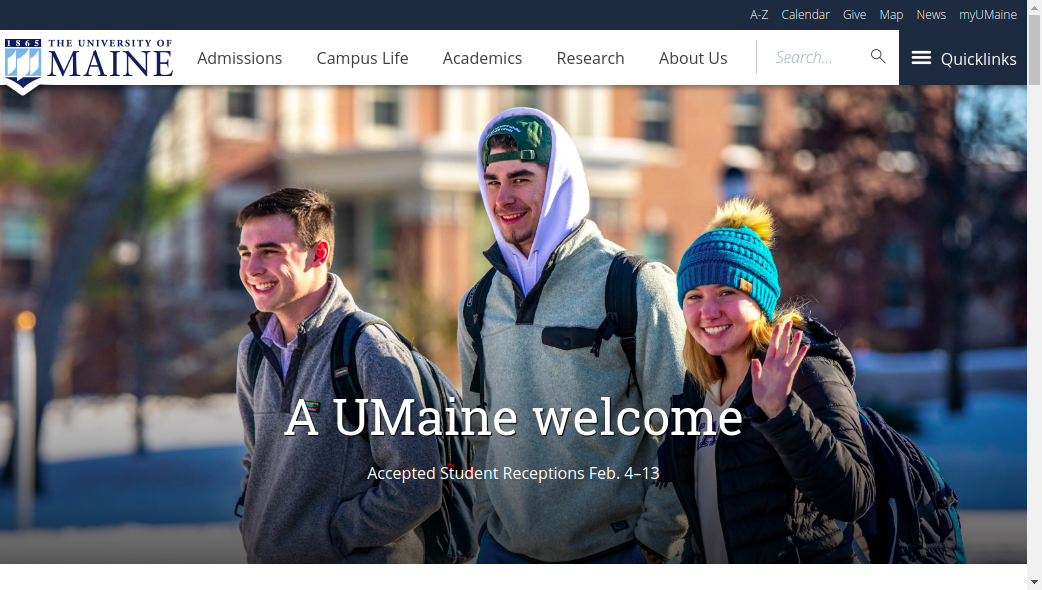 A-Z Calendar Give Map News myUMaine
1865 THE UNIVERSITY OF
MAINE
Admissions Campus Life Academics Research About Us Search... Quicklinks
A UMaine welcome
Accepted Student Receptions Feb. 4–13